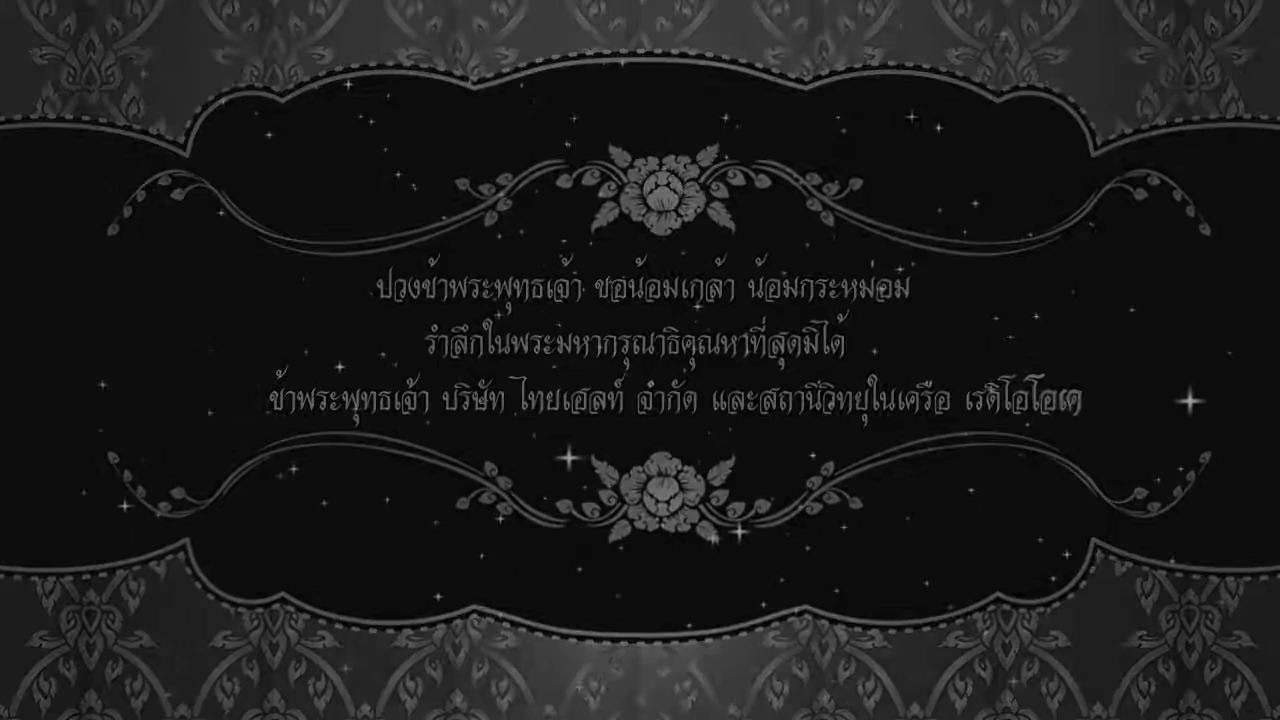 ปวงข้าพระพุทธเจ้า ขอน้อมเกล้า น้อมกระหม่อม
รำลึกในพระมหากรุณาธิคุณหาที่สุดมิได้
ข้าพระพุทธเจ้า บริษัท ไทยเฮลท์ จำกัด และสถานีวิทยุในเครือ เรดิโอโอเค